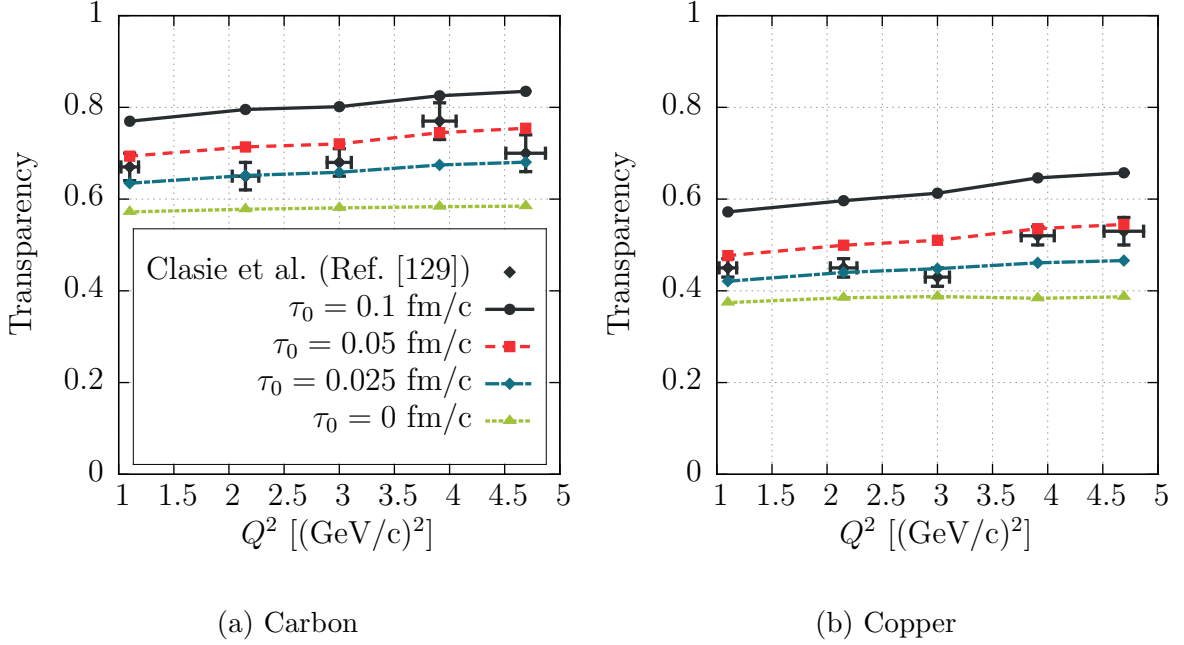 1
0.8
0.6
0.4
0.2
0
Transparency
Clasie et al. (Ref. [129])
τ₀ = 0.1 fm/c
τ₀ = 0.05 fm/c
τ₀ = 0.025 fm/c
τ₀ = 0 fm/c
1 1.5 2 2.5 3 3.5 4 4.5 5
Q² [(GeV/c)²]
(a) Carbon
1
0.8
0.6
0.4
0.2
0
Transparency
1 1.5 2 2.5 3 3.5 4 4.5 5
Q² [(GeV/c)²]
(b) Copper